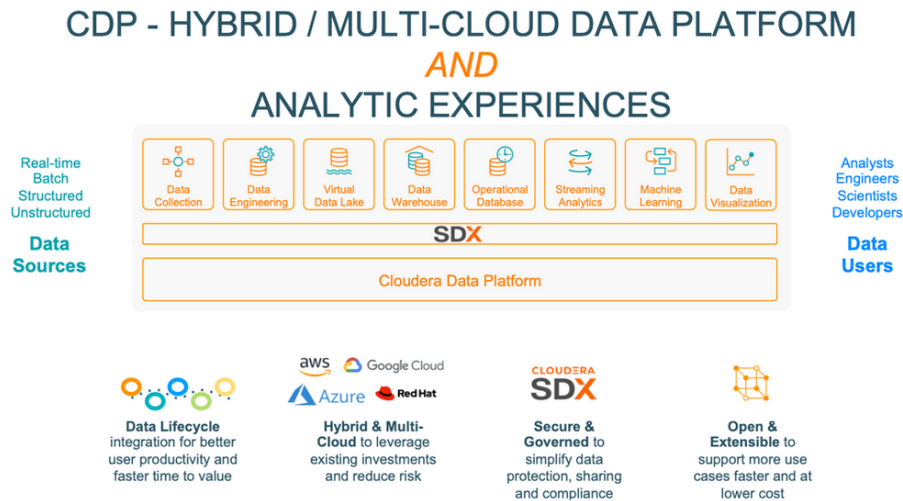 CDP - HYBRID / MULTI-CLOUD DATA PLATFORM
AND
ANALYTIC EXPERIENCES
Real-time
Batch
Structured
Unstructured
Data
Sources
Data
Collection
Data
Engineering
Virtual
Data Lake
Data
Warehouse
Operational
Database
Streaming
Analytics
Machine
Learning
Data
Visualization
SDX
Cloudera Data Platform
Analysts
Engineers
Scientists
Developers
Data
Users
Data Lifecycle
integration for better
user productivity and
faster time to value
aws
Google Cloud
Azure
Red Hat
Hybrid & Multi-
Cloud to leverage
existing investments
and reduce risk
CLOUDERA
SDX
Secure &
Governed to
simplify data
protection, sharing
and compliance
Open &
Extensible to
support more use
cases faster and at
lower cost